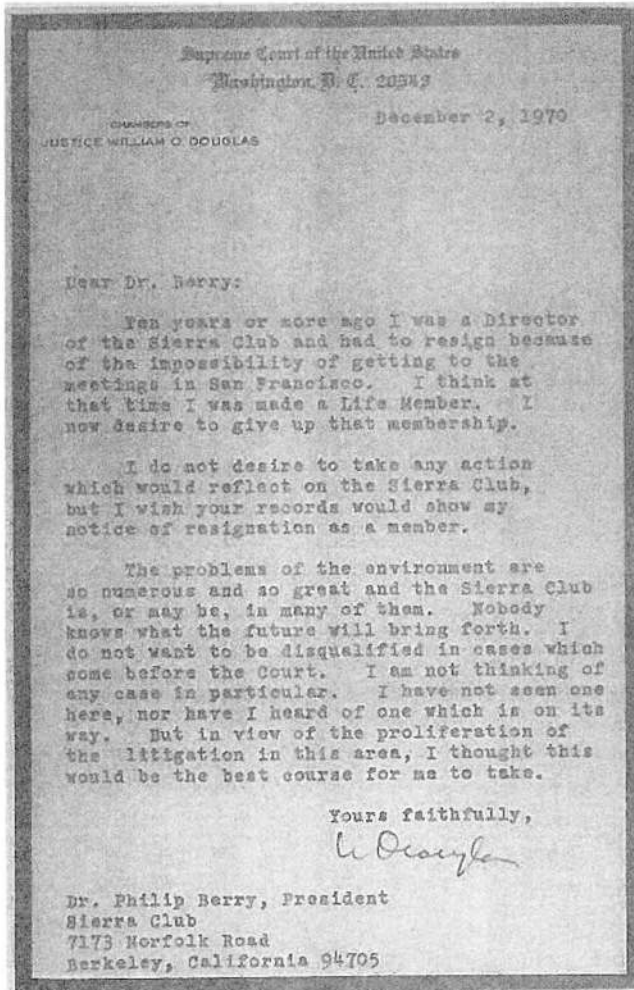 Supreme Court of the United States
Washington, D. C. 20543
December 2, 1970
CHAMBERS OF
JUSTICE WILLIAM O. DOUGLAS
Dear Dr. Berry:
Ten years or more ago I was a Director
of the Sierra Club and had to resign because
of the impossibility of getting to the
meetings in San Francisco. I think at
that time I was made a Life Member. I
now desire to give up that membership.
I do not desire to take any action
which would reflect on the Sierra Club,
but I wish your records would show my
notice of resignation as a member.
The problems of the environment are
so numerous and so great and the Sierra Club
is, or may be, in many of them. Nobody
knows what the future will bring forth. I
do not want to be disqualified in cases which
come before the Court. I am not thinking of
any case in particular. I have not seen one
here, nor have I heard of one which is on its
way. But in view of the proliferation of
the litigation in this area, I thought this
would be the best course for me to take.
Yours faithfully,
W Douglas
Dr. Philip Berry, President
Sierra Club
7173 Norfolk Road
Berkeley, California 94705